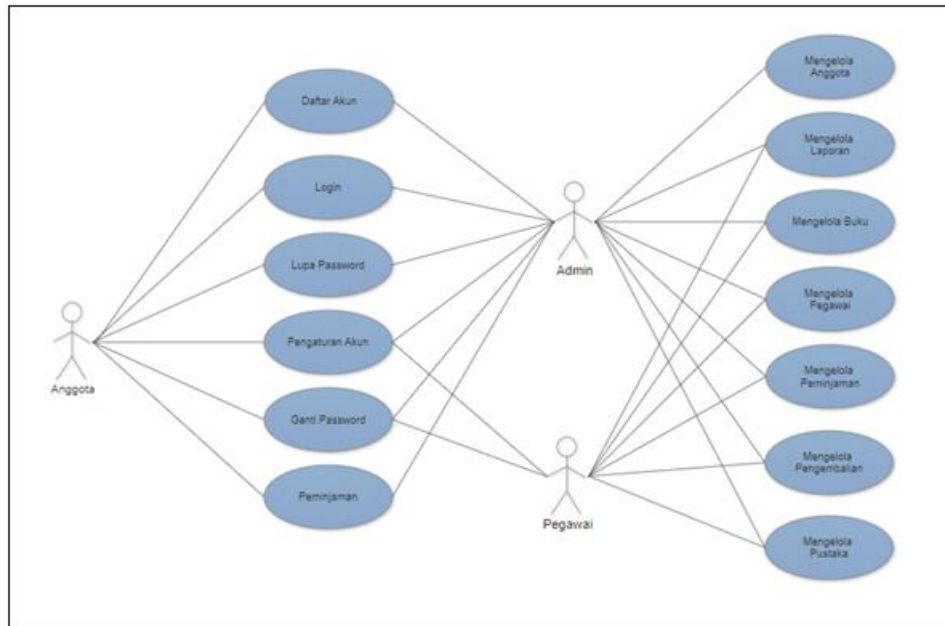 Daftar Akun
Login
Lupa Password
Pengaturan Akun
Ganti Password
Peminjaman
Anggota
Admin
Pegawai
Mengelola
Anggota
Mengelola
Laporan
Mengelola Buku
Mengelola
Pegawai
Mengelola
Peminjaman
Mengelola
Pengembalian
Mengelola
Pustaka